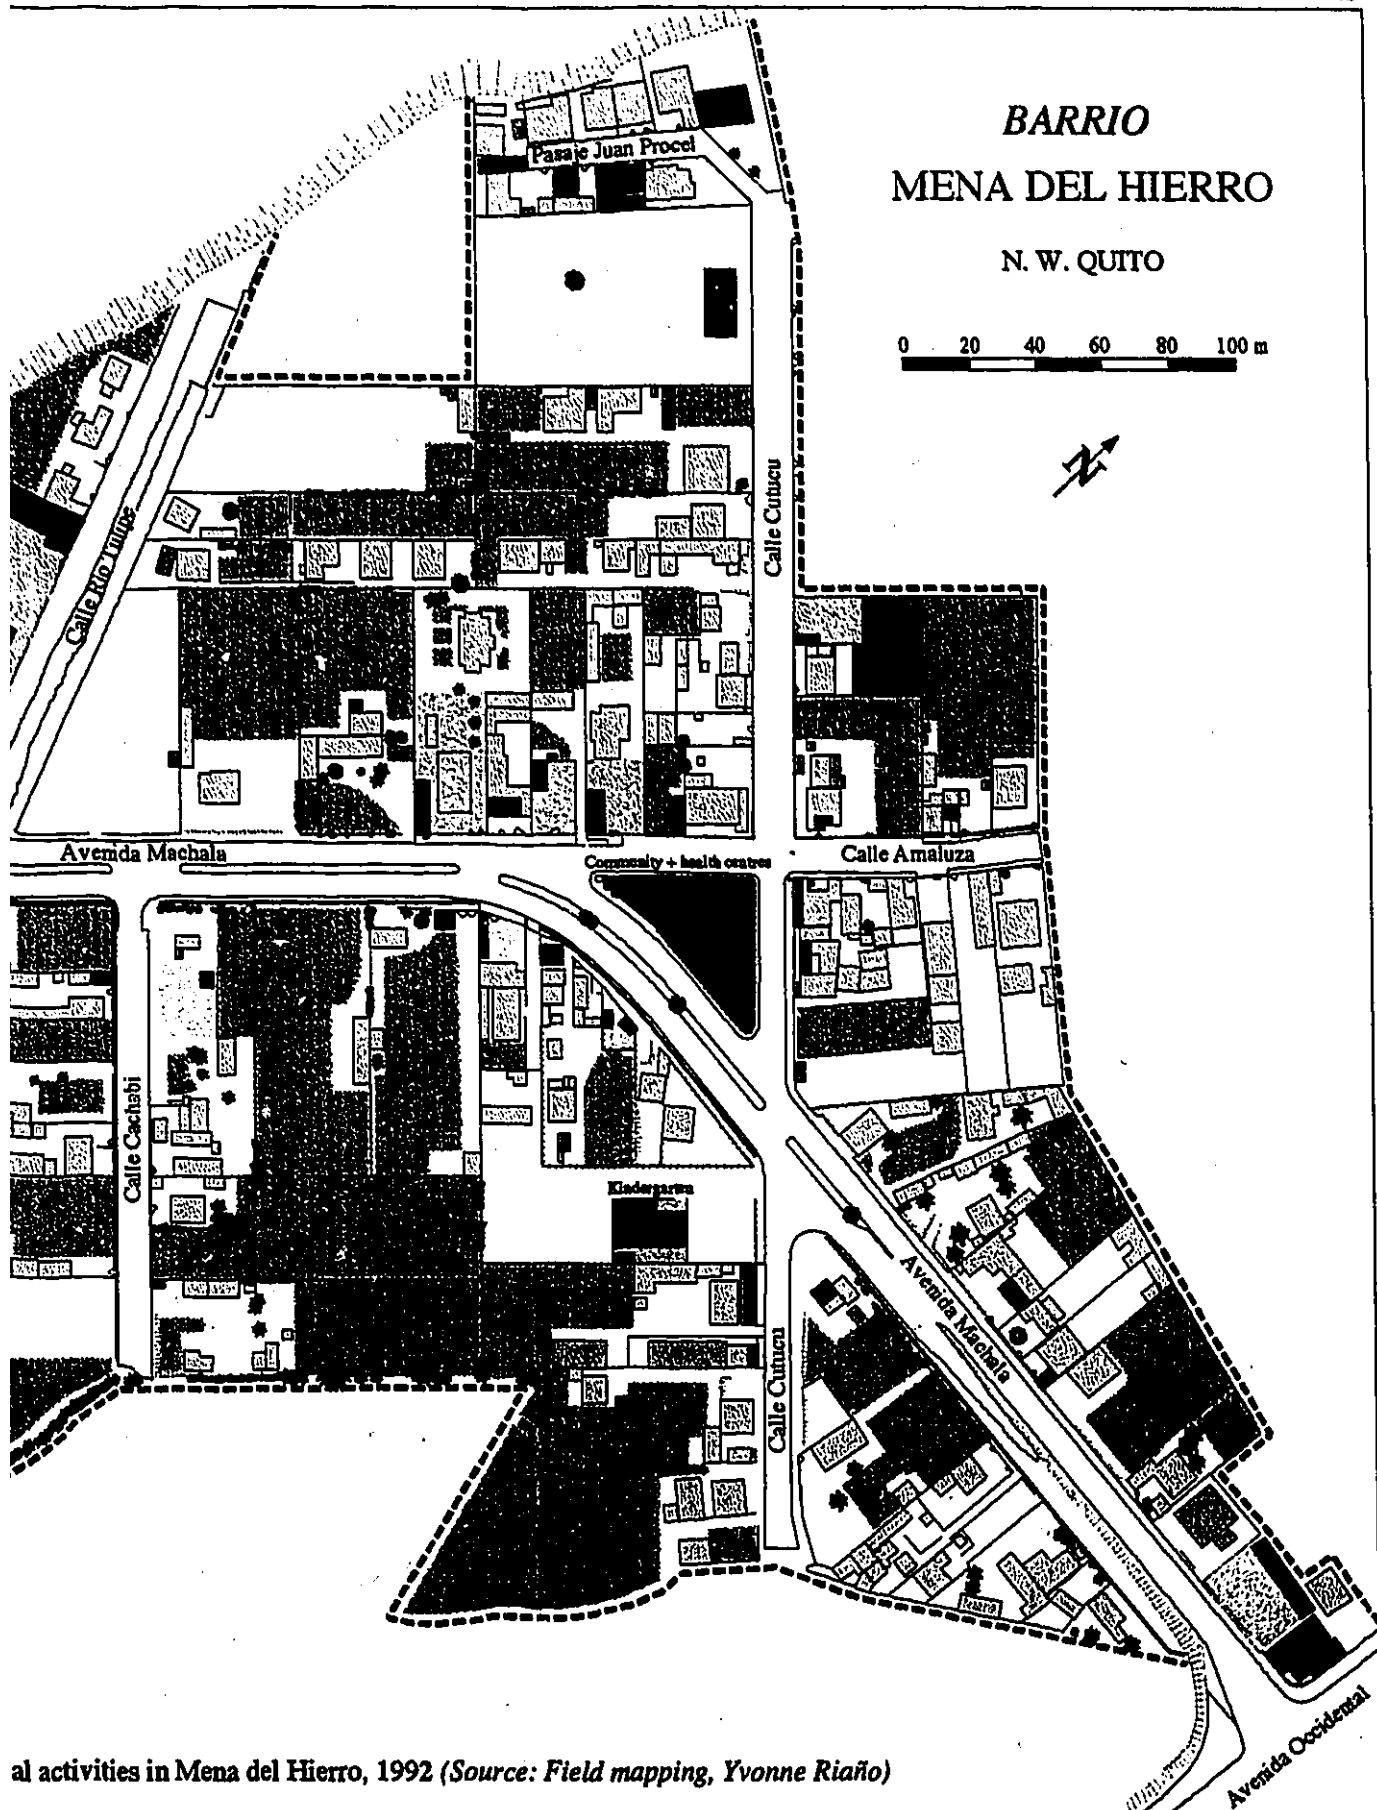 BARRIO
MENA DEL HIERRO
N. W. QUITO
0 20 40 60 80 100 m
N
Pasaje Juan Procel
Calle Cutucu
Calle Río Tulipe
Avenida Machala
Community + health centres
Calle Amaluza
Calle Cachabi
Kindergarten
Avenida Machala
Calle Cutucu
Avenida Occidental
al activities in Mena del Hierro, 1992 (Source: Field mapping, Yvonne Riaño)